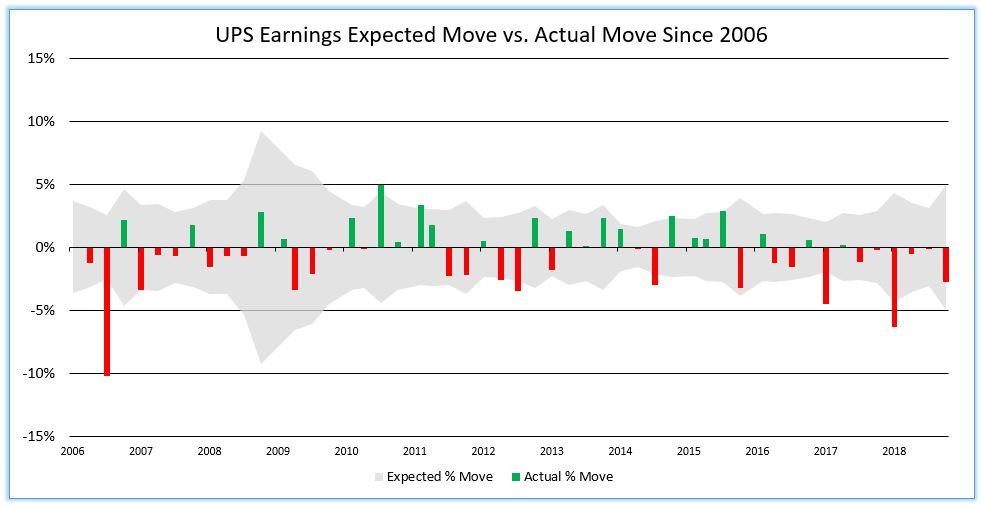 UPS Earnings Expected Move vs. Actual Move Since 2006
15%
10%
5%
0%
-5%
-10%
-15%
2006 2007 2008 2009 2010 2011 2012 2013 2014 2015 2016 2017 2018
Expected % Move Actual % Move